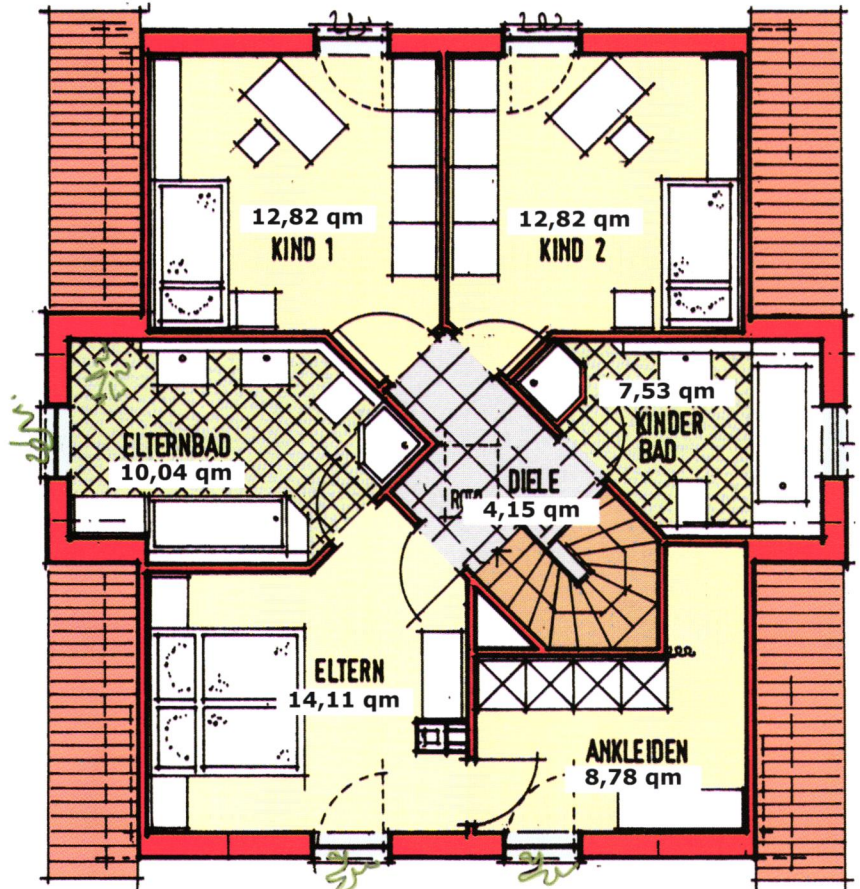 12,82 qm
KIND 1
12,82 qm
KIND 2
ELTERNBAD
10,04 qm
7,53 qm
KINDER
BAD
DIELE
4,15 qm
ELTERN
14,11 qm
ANKLEIDEN
8,78 qm